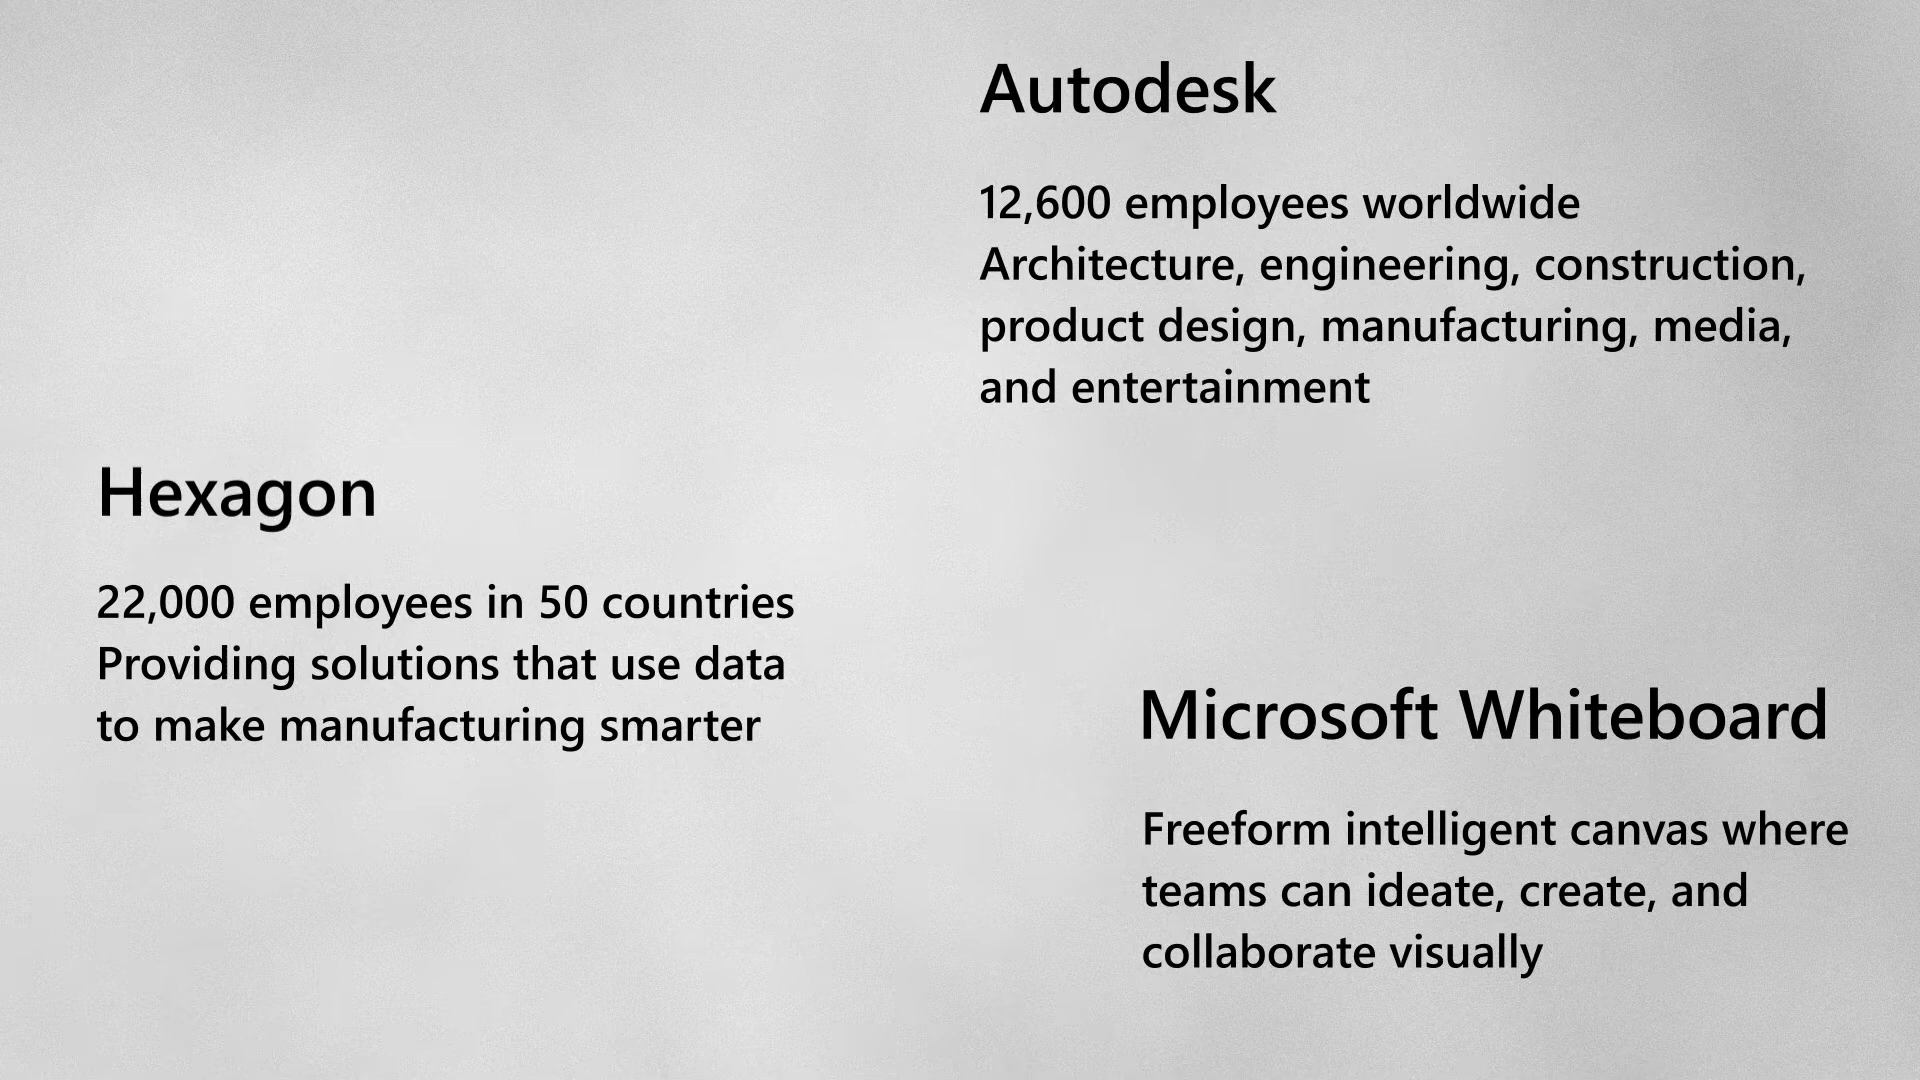 Autodesk
12,600 employees worldwide
Architecture, engineering, construction,
product design, manufacturing, media,
and entertainment
Hexagon
22,000 employees in 50 countries
Providing solutions that use data
to make manufacturing smarter
Microsoft Whiteboard
Freeform intelligent canvas where
teams can ideate, create, and
collaborate visually